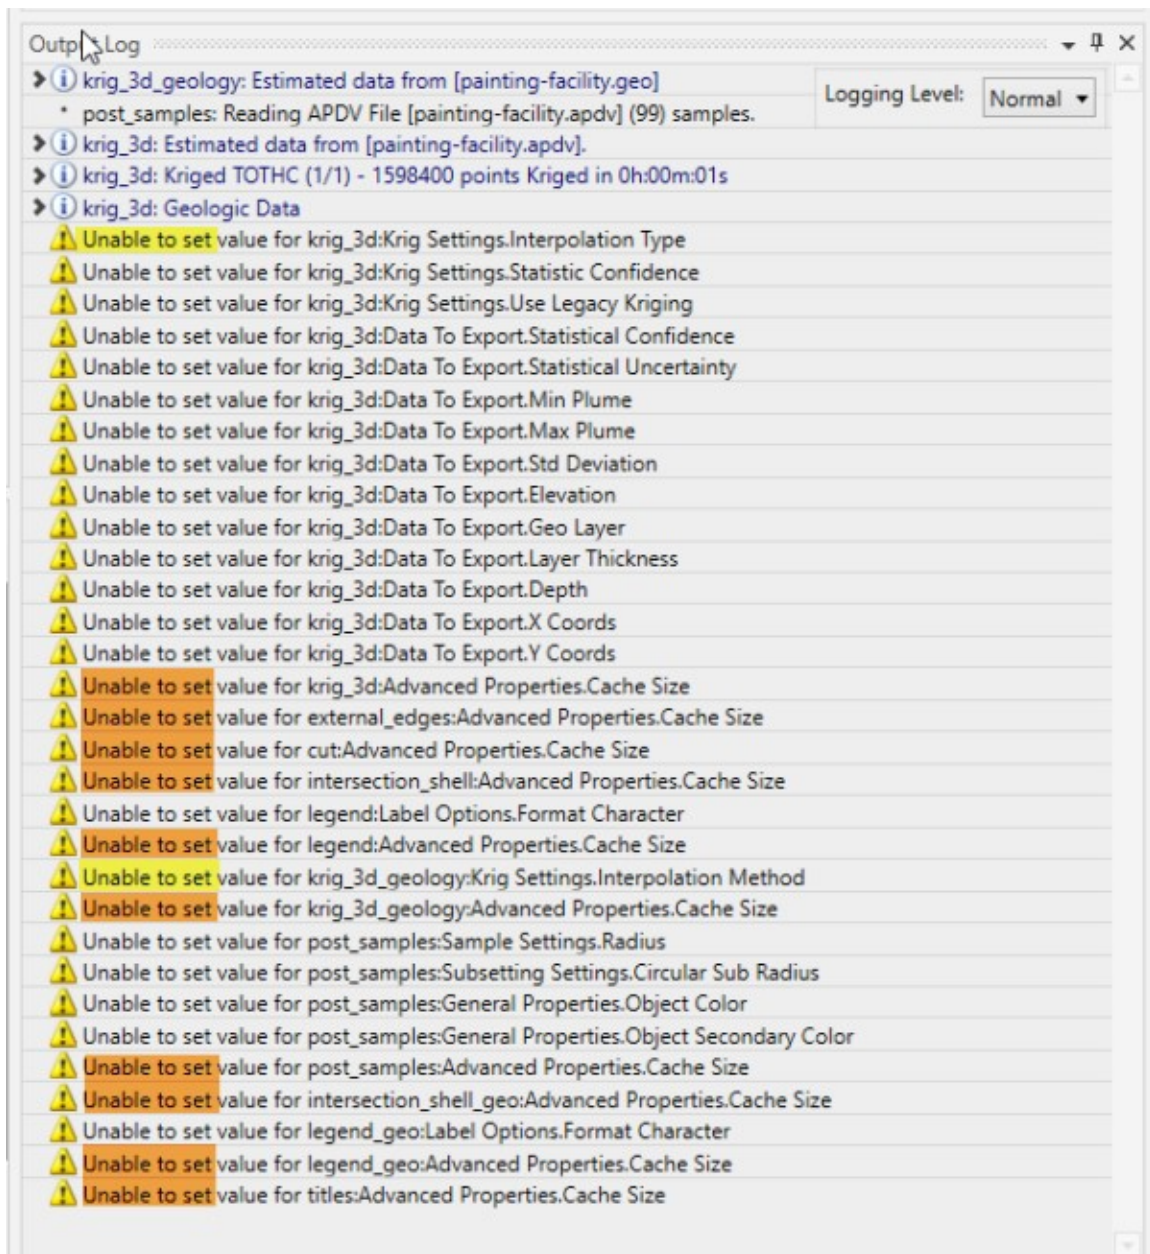 Output Log
krig_3d_geology: Estimated data from [painting-facility.geo]
Logging Level: Normal
post_samples: Reading APDV File [painting-facility.apdv] (99) samples.
krig_3d: Estimated data from [painting-facility.apdv].
krig_3d: Kriged TOTHC (1/1) - 1598400 points Kriged in 0h:00m:01s
krig_3d: Geologic Data
Unable to set value for krig_3d:Krig Settings.Interpolation Type
Unable to set value for krig_3d:Krig Settings.Statistic Confidence
Unable to set value for krig_3d:Krig Settings.Use Legacy Kriging
Unable to set value for krig_3d:Data To Export.Statistical Confidence
Unable to set value for krig_3d:Data To Export.Statistical Uncertainty
Unable to set value for krig_3d:Data To Export.Min Plume
Unable to set value for krig_3d:Data To Export.Max Plume
Unable to set value for krig_3d:Data To Export.Std Deviation
Unable to set value for krig_3d:Data To Export.Elevation
Unable to set value for krig_3d:Data To Export.Geo Layer
Unable to set value for krig_3d:Data To Export.Layer Thickness
Unable to set value for krig_3d:Data To Export.Depth
Unable to set value for krig_3d:Data To Export.X Coords
Unable to set value for krig_3d:Data To Export.Y Coords
Unable to set value for krig_3d:Advanced Properties.Cache Size
Unable to set value for external_edges:Advanced Properties.Cache Size
Unable to set value for cut:Advanced Properties.Cache Size
Unable to set value for intersection_shell:Advanced Properties.Cache Size
Unable to set value for legend:Label Options.Format Character
Unable to set value for legend:Advanced Properties.Cache Size
Unable to set value for krig_3d_geology:Krig Settings.Interpolation Method
Unable to set value for krig_3d_geology:Advanced Properties.Cache Size
Unable to set value for post_samples:Sample Settings.Radius
Unable to set value for post_samples:Subsetting Settings.Circular Sub Radius
Unable to set value for post_samples:General Properties.Object Color
Unable to set value for post_samples:General Properties.Object Secondary Color
Unable to set value for post_samples:Advanced Properties.Cache Size
Unable to set value for intersection_shell_geo:Advanced Properties.Cache Size
Unable to set value for legend_geo:Label Options.Format Character
Unable to set value for legend_geo:Advanced Properties.Cache Size
Unable to set value for titles:Advanced Properties.Cache Size